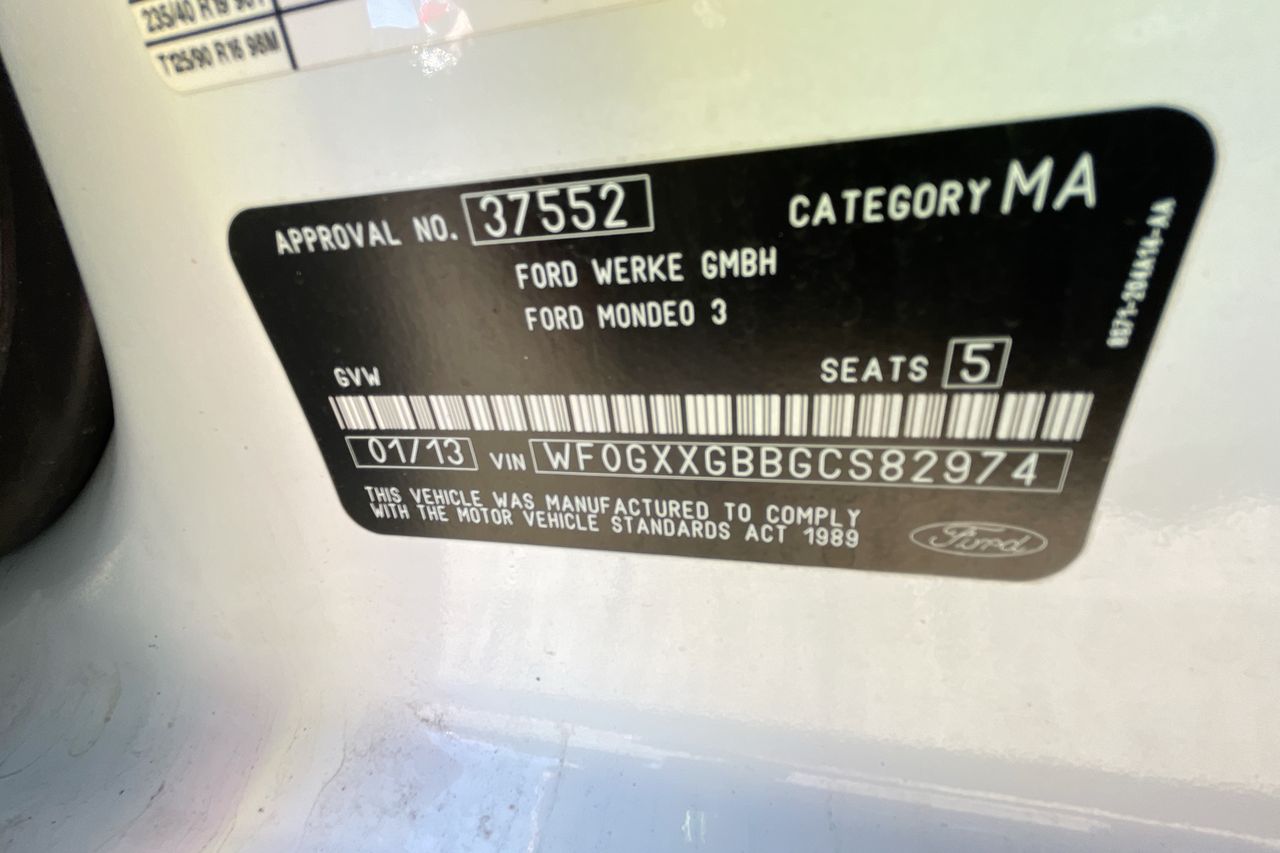 235/40 R19 96Y
T125/90 R16 98M
APPROVAL NO. 37552
CATEGORY MA
FORD WERKE GMBH
FORD MONDEO 3
SEATS 5
GVW
01/13 VIN WF0GXXGBBGCS82974
THIS VEHICLE WAS MANUFACTURED TO COMPLY
WITH THE MOTOR VEHICLE STANDARDS ACT 1989
Ford